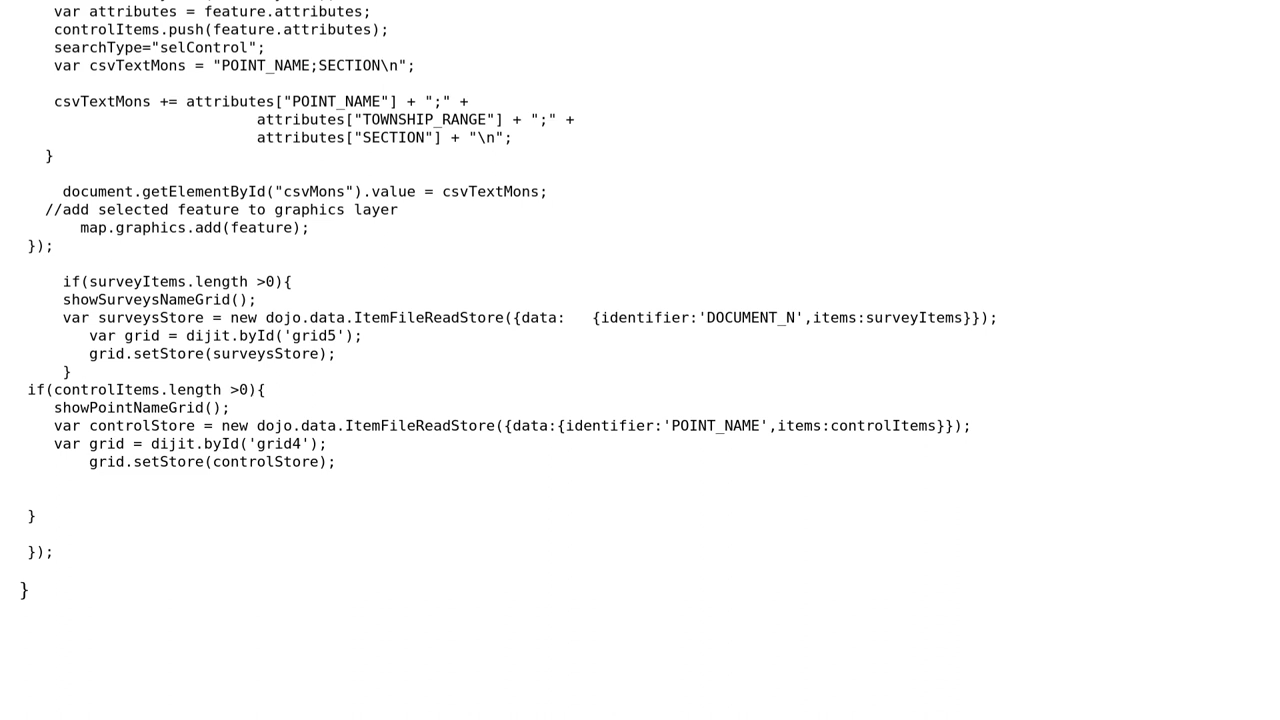 var attributes = feature.attributes;
controlItems.push(feature.attributes);
searchType="selControl";
var csvTextMons = "POINT_NAME;SECTION\n";
csvTextMons += attributes["POINT_NAME"] + ";" +
attributes["TOWNSHIP_RANGE"] + ";" +
attributes["SECTION"] + "\n";
}
document.getElementById("csvMons").value = csvTextMons;
//add selected feature to graphics layer
map.graphics.add(feature);
});
if(surveyItems.length >0){
showSurveysNameGrid();
var surveysStore = new dojo.data.ItemFileReadStore({data:   {identifier:'DOCUMENT_N',items:surveyItems}});
var grid = dijit.byId('grid5');
grid.setStore(surveysStore);
}
if(controlItems.length >0){
showPointNameGrid();
var controlStore = new dojo.data.ItemFileReadStore({data:{identifier:'POINT_NAME',items:controlItems}});
var grid = dijit.byId('grid4');
grid.setStore(controlStore);
}
});
}